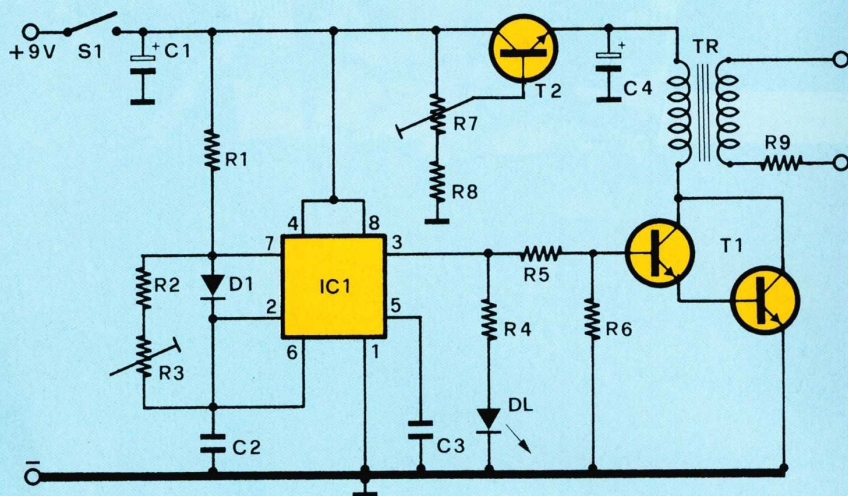 +9V
S1
+
C1
T2
+
C4
TR
R7
R9
R1
R8
4
8
7
3
T1
R2
D1
IC1
R5
2
5
R4
R6
R3
6
1
DL
C2
C3
–